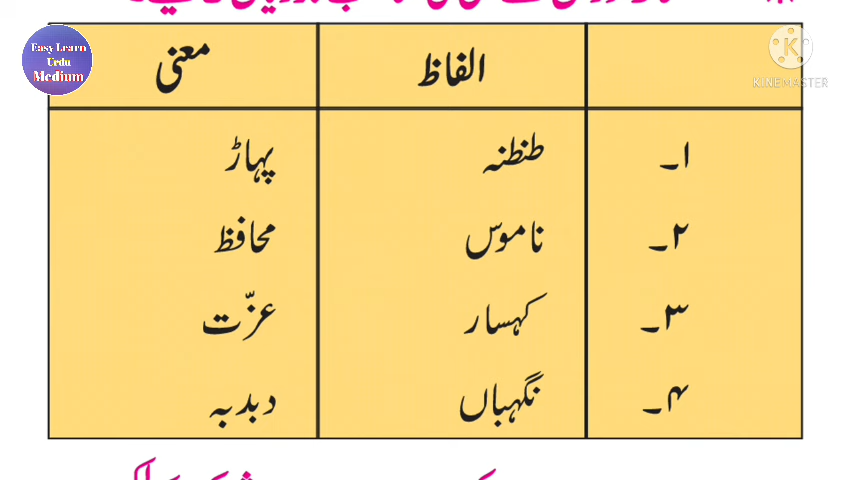 Easy Learn
Urdu
Medium
K
KINEMASTER
الفاظ معنی
۱۔ طنطنہ پہاڑ
۲۔ ناموس محافظ
۳۔ کہسار عزّت
۴۔ نگہباں دبدبہ